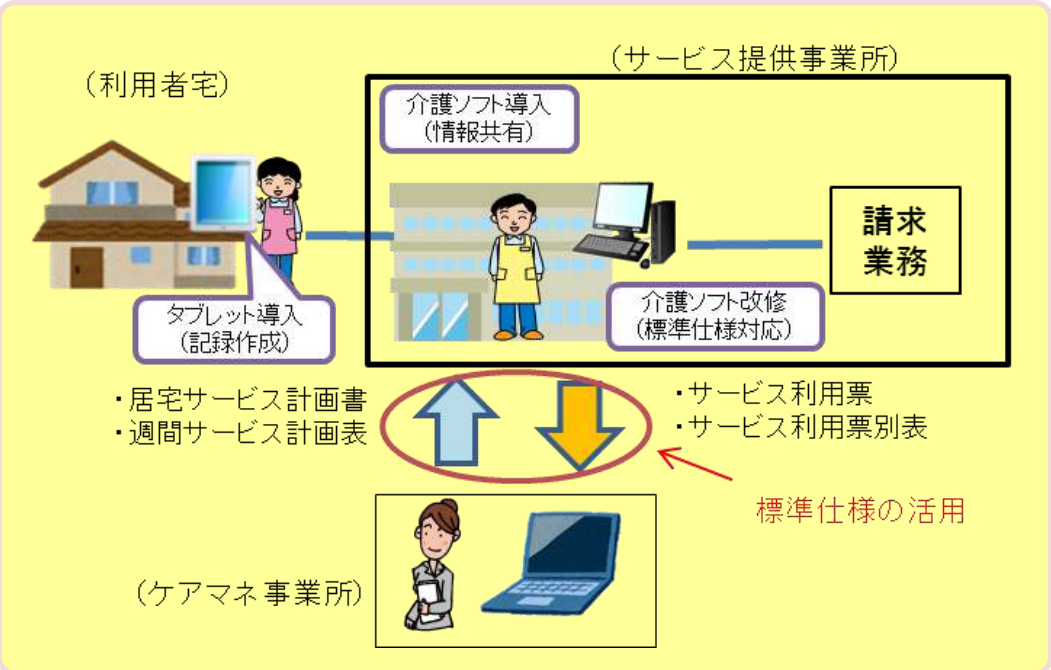 （サービス提供事業所）
（利用者宅）
介護ソフト導入
（情報共有）
請求
業務
タブレット導入
（記録作成）
介護ソフト改修
（標準仕様対応）
・居宅サービス計画書
・週間サービス計画表
・サービス利用票
・サービス利用票別表
標準仕様の活用
（ケアマネ事業所）